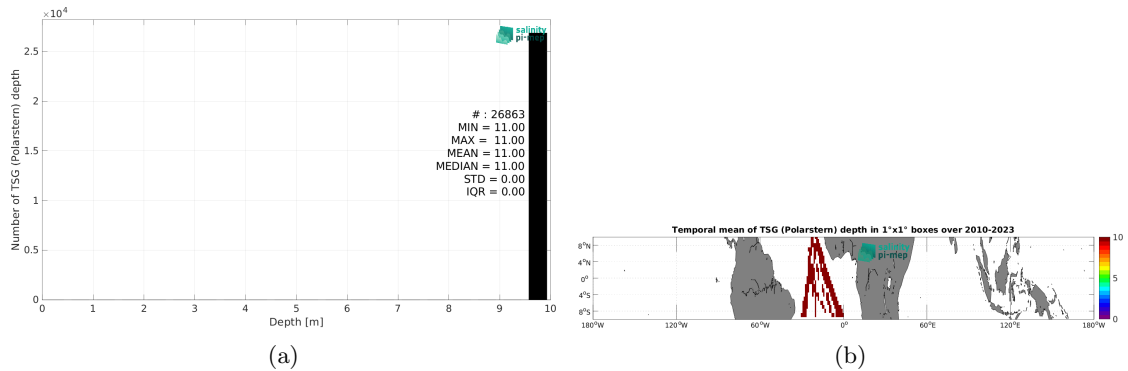 ×10⁴
salinity
pi-mep
2.5
2
1.5
1
0.5
0
Number of TSG (Polarstern) depth
# : 26863
MIN = 11.00
MAX = 11.00
MEAN = 11.00
MEDIAN = 11.00
STD = 0.00
IQR = 0.00
0 1 2 3 4 5 6 7 8 9 10
Depth [m]
(a)
Temporal mean of TSG (Polarstern) depth in 1°x1° boxes over 2010-2023
salinity
pi-mep
8°N
4°N
0°
4°S
8°S
180°W 120°W 60°W 0° 60°E 120°E 180°W
10
8
6
4
2
0
(b)